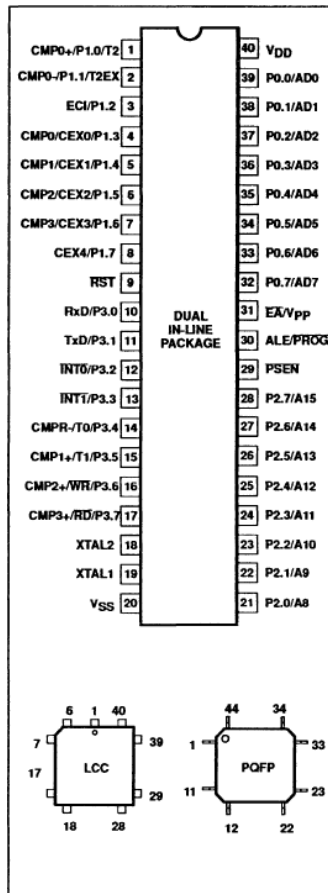 CMP0+/P1.0/T2 1
40 VDD
CMP0-/P1.1/T2EX 2
39 P0.0/AD0
ECI/P1.2 3
38 P0.1/AD1
CMP0/CEX0/P1.3 4
37 P0.2/AD2
CMP1/CEX1/P1.4 5
36 P0.3/AD3
CMP2/CEX2/P1.5 6
35 P0.4/AD4
CMP3/CEX3/P1.6 7
34 P0.5/AD5
CEX4/P1.7 8
33 P0.6/AD6
RST 9
32 P0.7/AD7
RxD/P3.0 10
31 EA/VPP
TxD/P3.1 11
30 ALE/PROG
INT0/P3.2 12
29 PSEN
INT1/P3.3 13
28 P2.7/A15
CMPR-/T0/P3.4 14
27 P2.6/A14
CMP1+/T1/P3.5 15
26 P2.5/A13
CMP2+/WR/P3.6 16
25 P2.4/A12
CMP3+/RD/P3.7 17
24 P2.3/A11
XTAL2 18
23 P2.2/A10
XTAL1 19
22 P2.1/A9
VSS 20
21 P2.0/A8
DUAL
IN-LINE
PACKAGE
6 1 40
7 39
LCC
17 29
18 28
44 34
1 33
PQFP
11 23
12 22